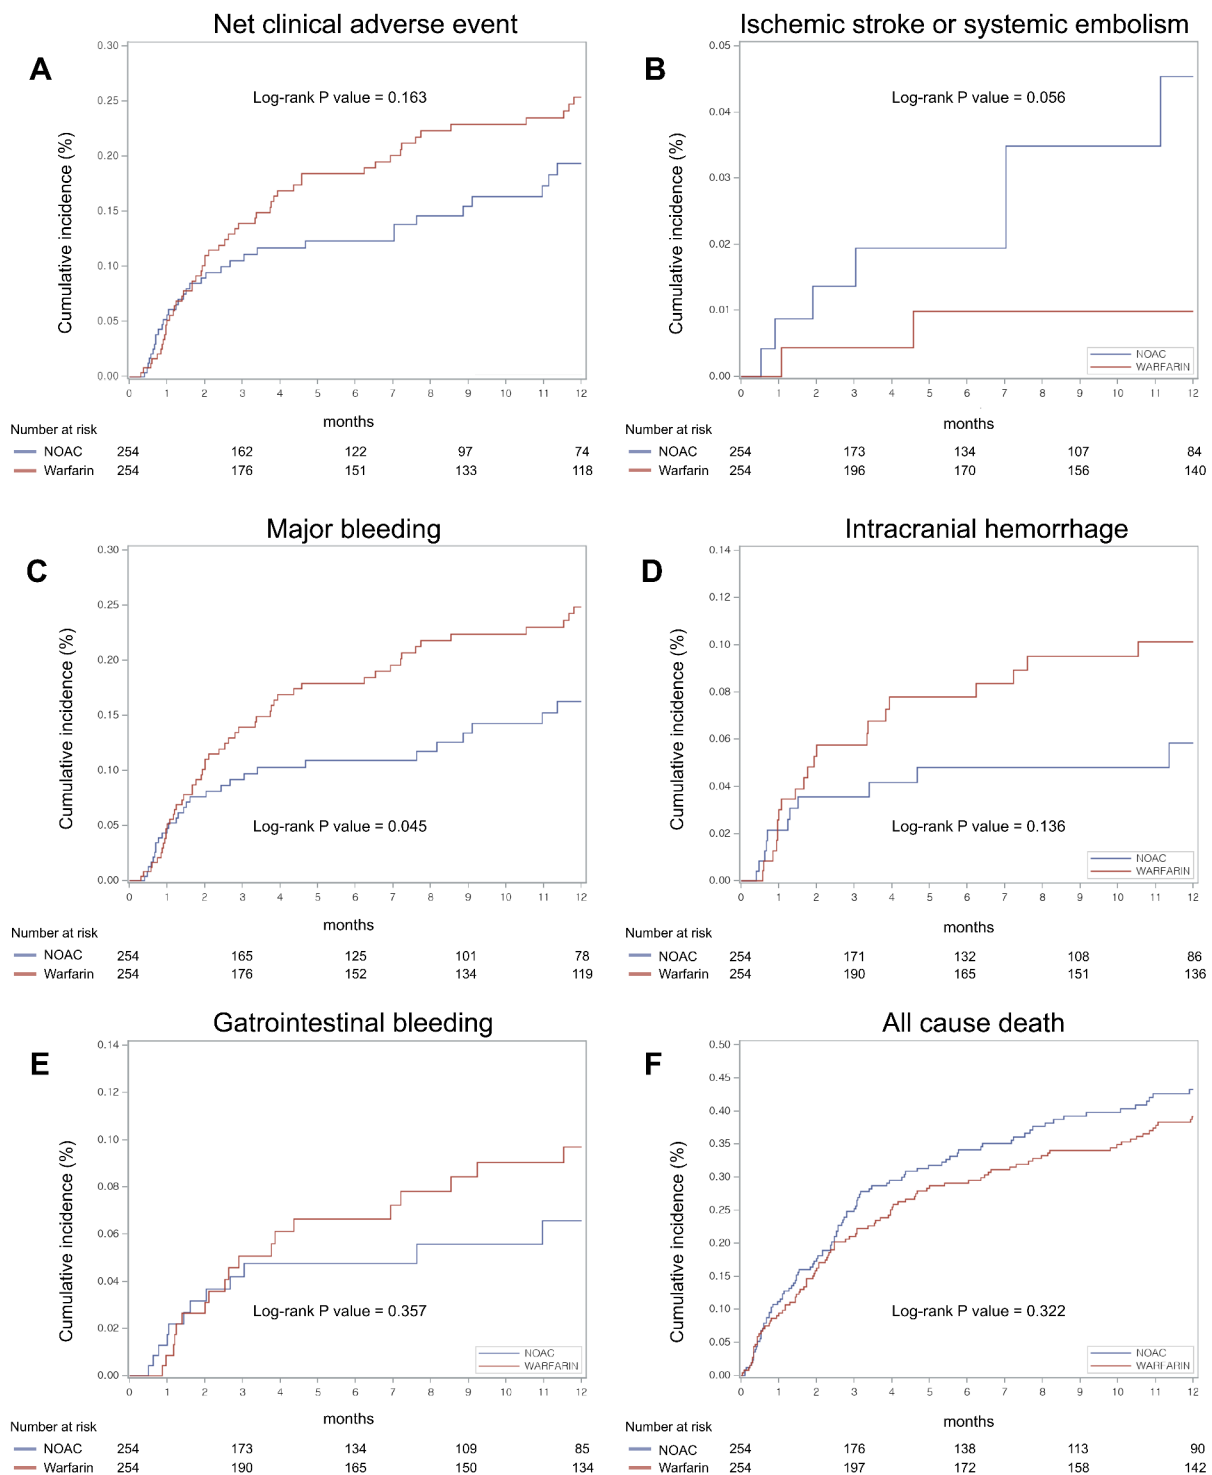 Net clinical adverse event
A
Cumulative incidence (%)
0.30
0.25
0.20
0.15
0.10
0.05
0.00
Log-rank P value = 0.163
0 1 2 3 4 5 6 7 8 9 10 11 12
months
Number at risk
NOAC 254 162 122 97 74
Warfarin 254 176 151 133 118
Ischemic stroke or systemic embolism
B
Cumulative incidence (%)
0.05
0.04
0.03
0.02
0.01
0.00
Log-rank P value = 0.056
NOAC
WARFARIN
0 1 2 3 4 5 6 7 8 9 10 11 12
months
Number at risk
NOAC 254 173 134 107 84
Warfarin 254 196 170 156 140
Major bleeding
C
Cumulative incidence (%)
0.30
0.25
0.20
0.15
0.10
0.05
0.00
Log-rank P value = 0.045
0 1 2 3 4 5 6 7 8 9 10 11 12
months
Number at risk
NOAC 254 165 125 101 78
Warfarin 254 176 152 134 119
Intracranial hemorrhage
D
Cumulative incidence (%)
0.14
0.12
0.10
0.08
0.06
0.04
0.02
0.00
Log-rank P value = 0.136
NOAC
WARFARIN
0 1 2 3 4 5 6 7 8 9 10 11 12
months
Number at risk
NOAC 254 171 132 108 86
Warfarin 254 190 165 151 136
Gatrointestinal bleeding
E
Cumulative incidence (%)
0.14
0.12
0.10
0.08
0.06
0.04
0.02
0.00
Log-rank P value = 0.357
NOAC
WARFARIN
0 1 2 3 4 5 6 7 8 9 10 11 12
months
Number at risk
NOAC 254 173 134 109 85
Warfarin 254 190 165 150 134
All cause death
F
Cumulative incidence (%)
0.50
0.45
0.40
0.35
0.30
0.25
0.20
0.15
0.10
0.05
0.00
Log-rank P value = 0.322
NOAC
WARFARIN
0 1 2 3 4 5 6 7 8 9 10 11 12
months
Number at risk
NOAC 254 176 138 113 90
Warfarin 254 197 172 158 142